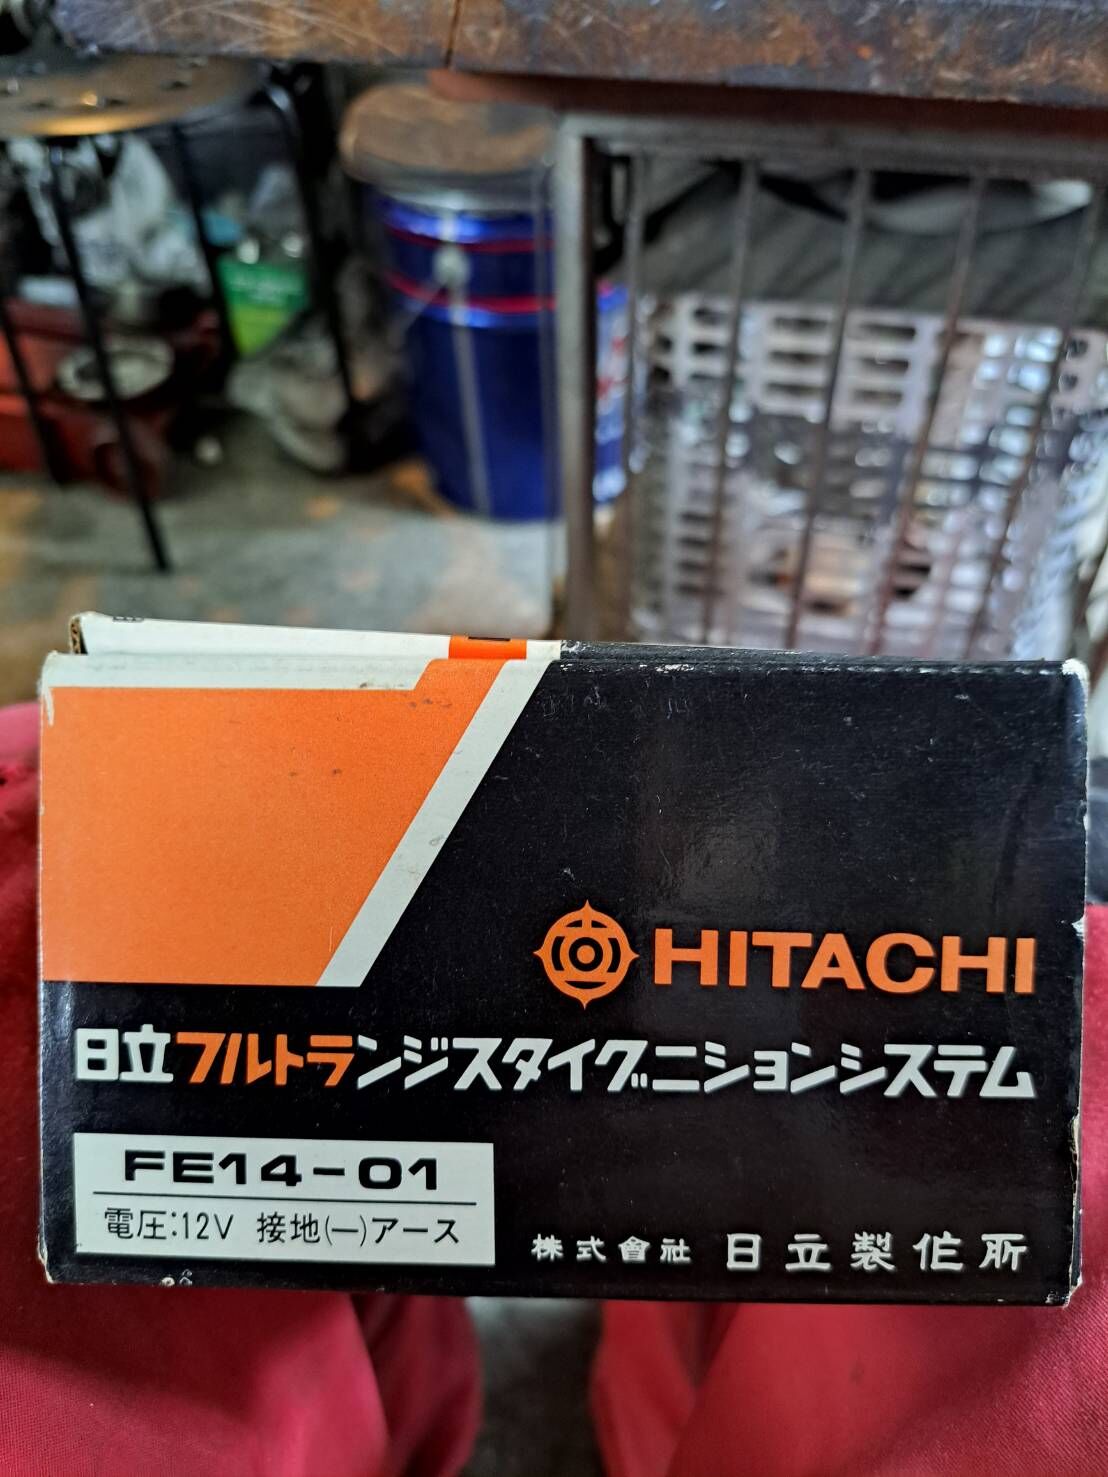 HITACHI
日立フルトランジスタイグニションシステム
FE14-01
電圧:12V 接地(一)アース
株式會社 日立製作所